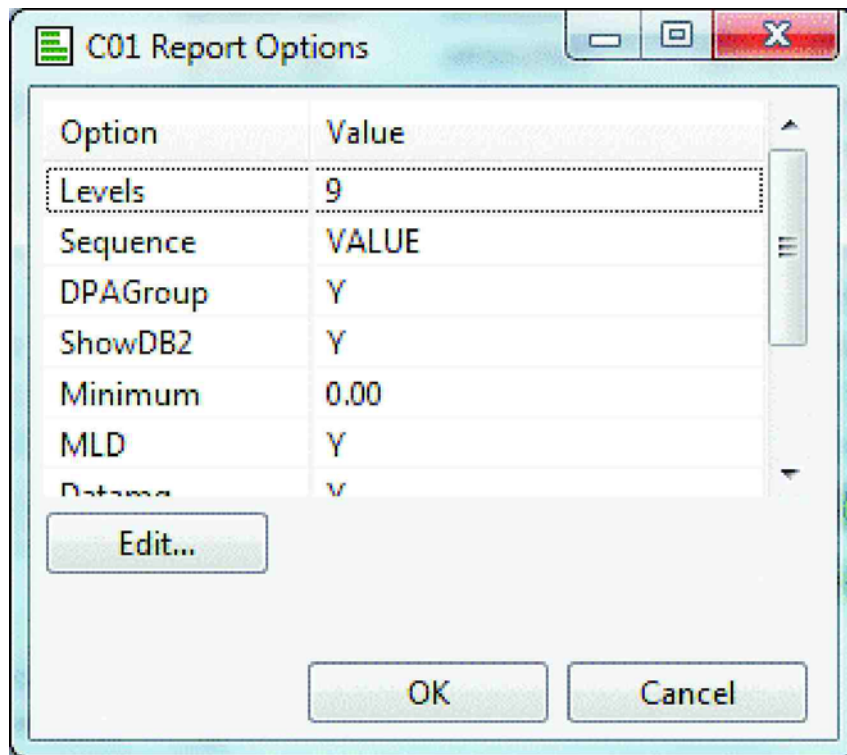 C01 Report Options
Option Value
Levels 9
Sequence VALUE
DPAGroup Y
ShowDB2 Y
Minimum 0.00
MLD Y
Edit...
OK Cancel